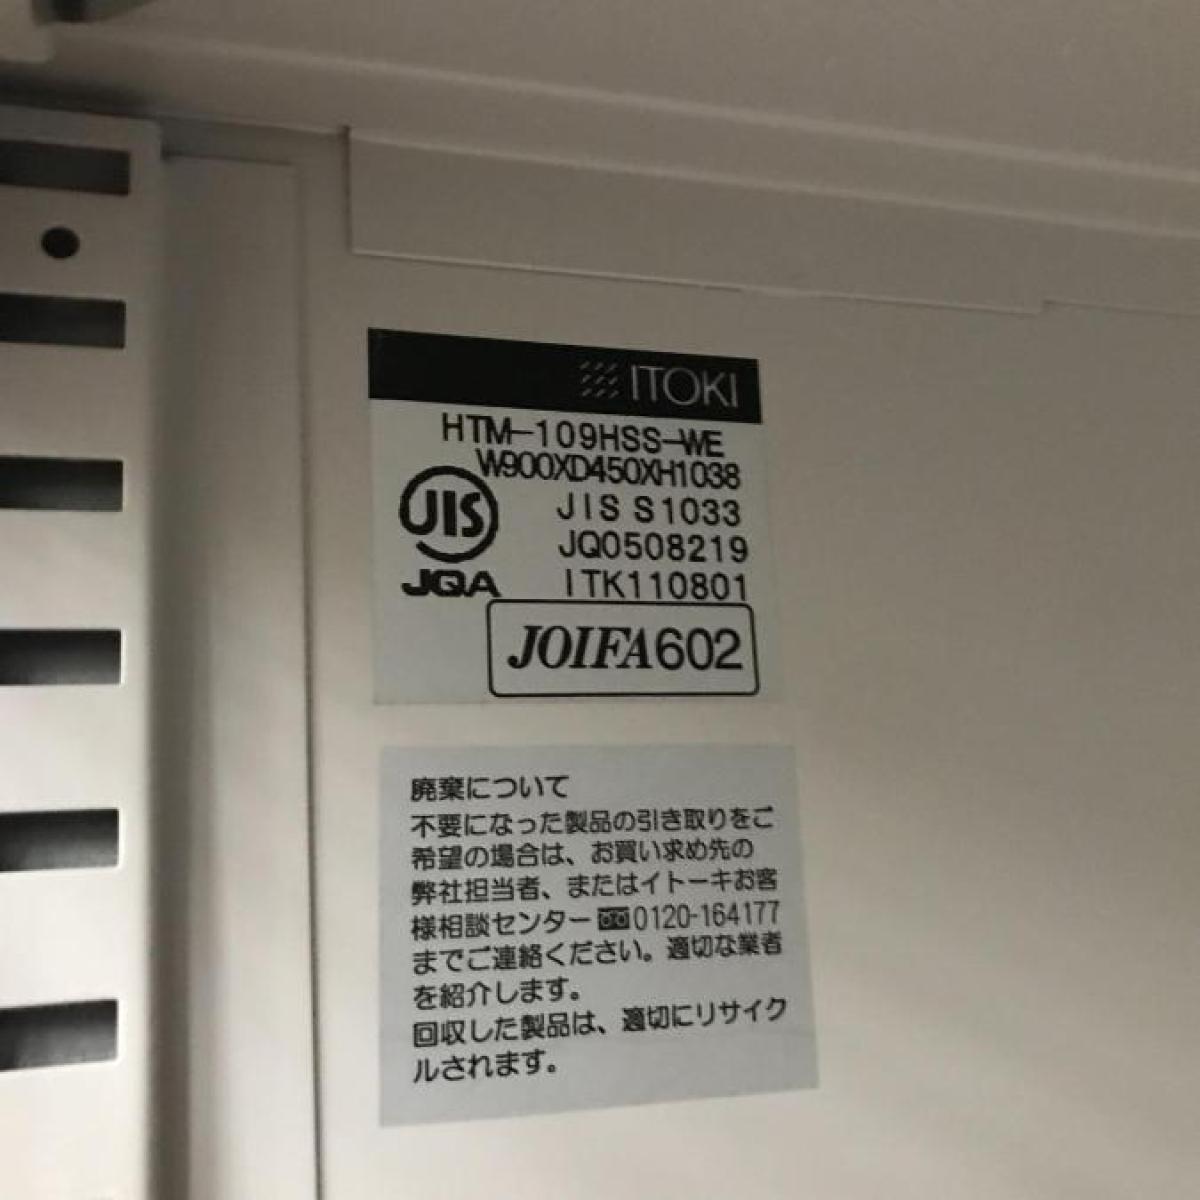 ITOKI
HTM-109HSS-WE
W900XD450XH1038
JIS
JIS S1033
JQ0508219
JQA
ITK110801
JOIFA602
廃棄について
不要になった製品の引き取りをご
希望の場合は、お買い求め先の
弊社担当者、またはイトーキお客
様相談センター 0120-164177
までご連絡ください。適切な業者
を紹介します。
回収した製品は、適切にリサイク
ルされます。